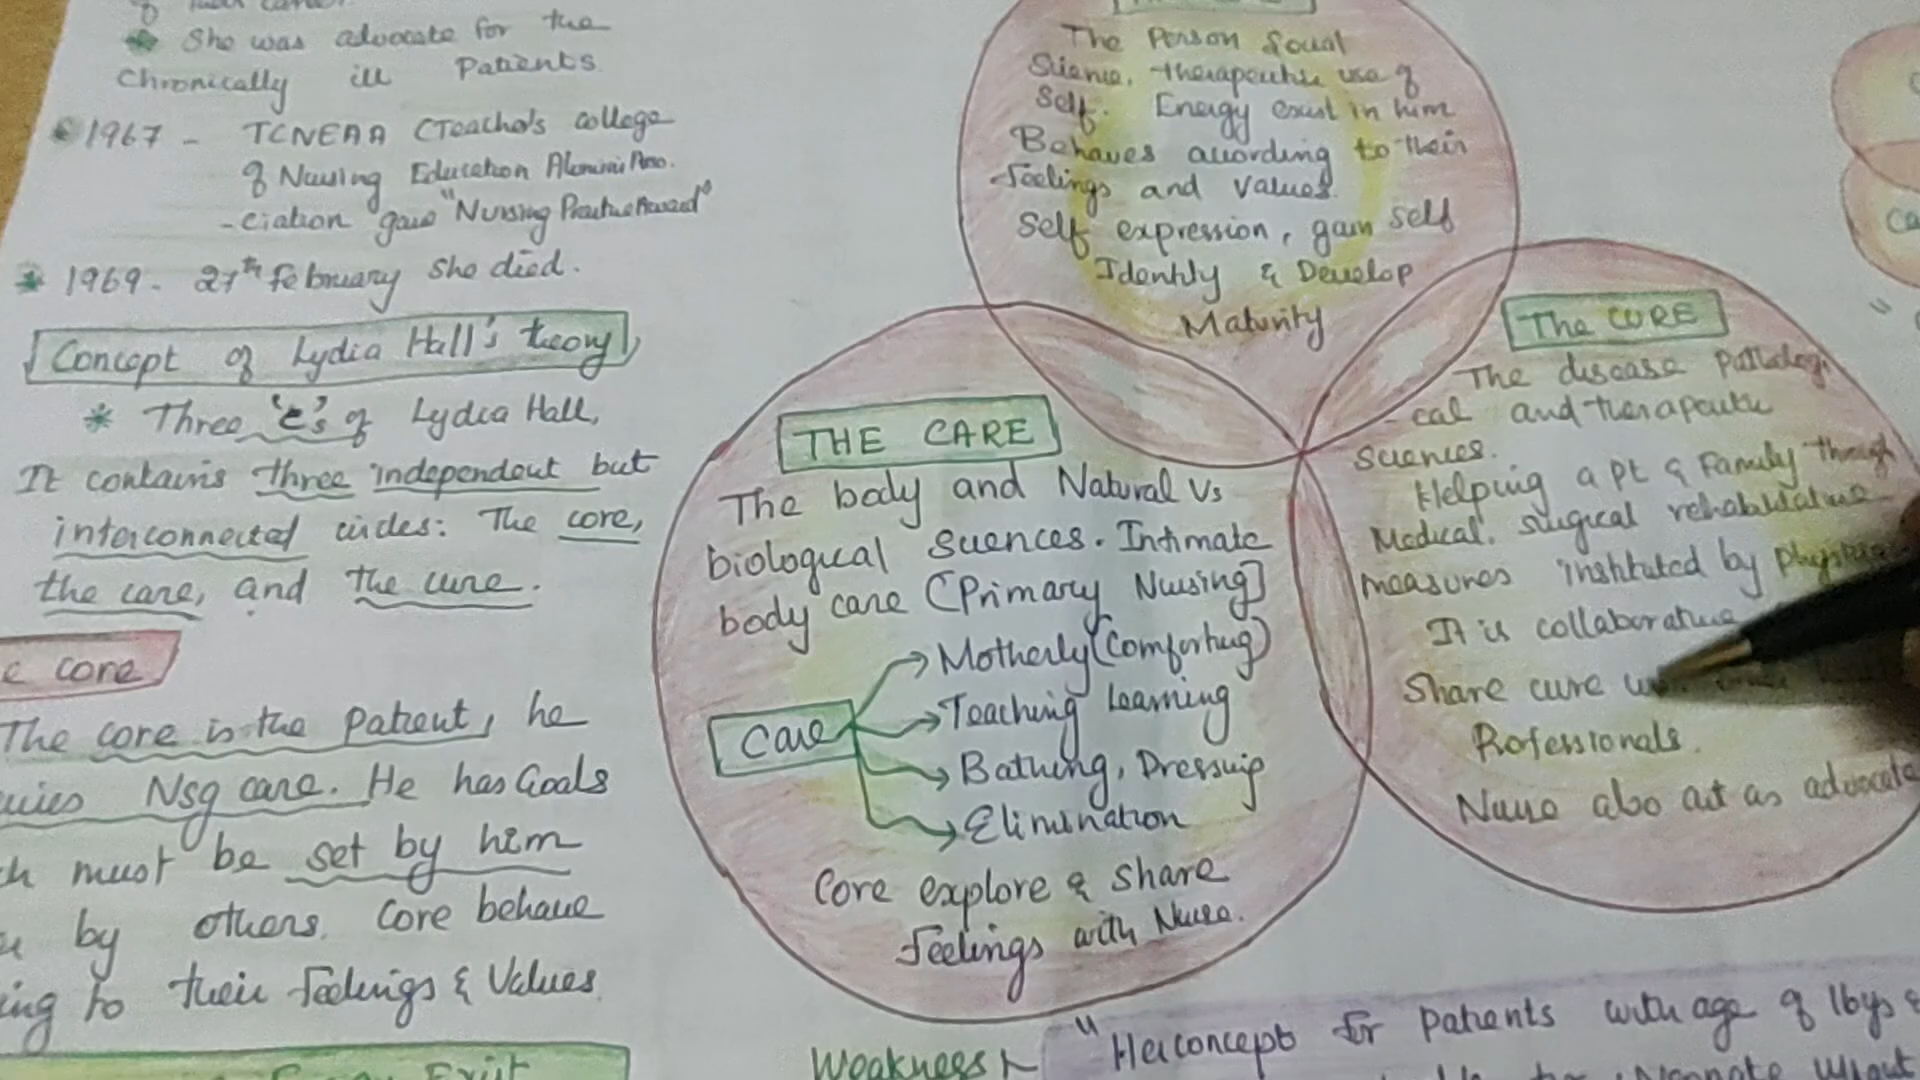 She was advocate for the
Chronically ill Patients
1967 - TCNEAA (Teacher's college
of Nursing Education Alumini Asso.
-ciation gave "Nursing Practice Award"
* 1969 - 27th February She died.
Concept of Lydia Hall's theory
* Three 'c's of Lydia Hall,
It contains three independent but
interconnected circles: The core,
the care, and the cure.
core
The core is the patient, he
Nsg care. He has Goals
must be set by him
by others. Core behave
to their feelings & Values.
Exist
The Person Social
Science, therapeutic use of
Self. Energy exist in him
Behaves according to their
feelings and values.
Self expression, gain self
Identity & Develop
Maturity
THE CARE
The body and Natural Vs
biological Sciences. Intimate
body care (Primary Nursing]
Care
Motherly (Comforting)
Teaching Learning
Bathing, Dressing
Elimination
Core explore & share
feelings with Nurse.
The CURE
The disease pathologi
-cal and therapeutic
sciences.
Helping a pt & Family through
Medical, surgical rehabilitative
measures instituted by
It is collaborative
Share cure
Professionals.
Nurse also act as advocate
Weakness
"Her concept for patients with age of 16ys &